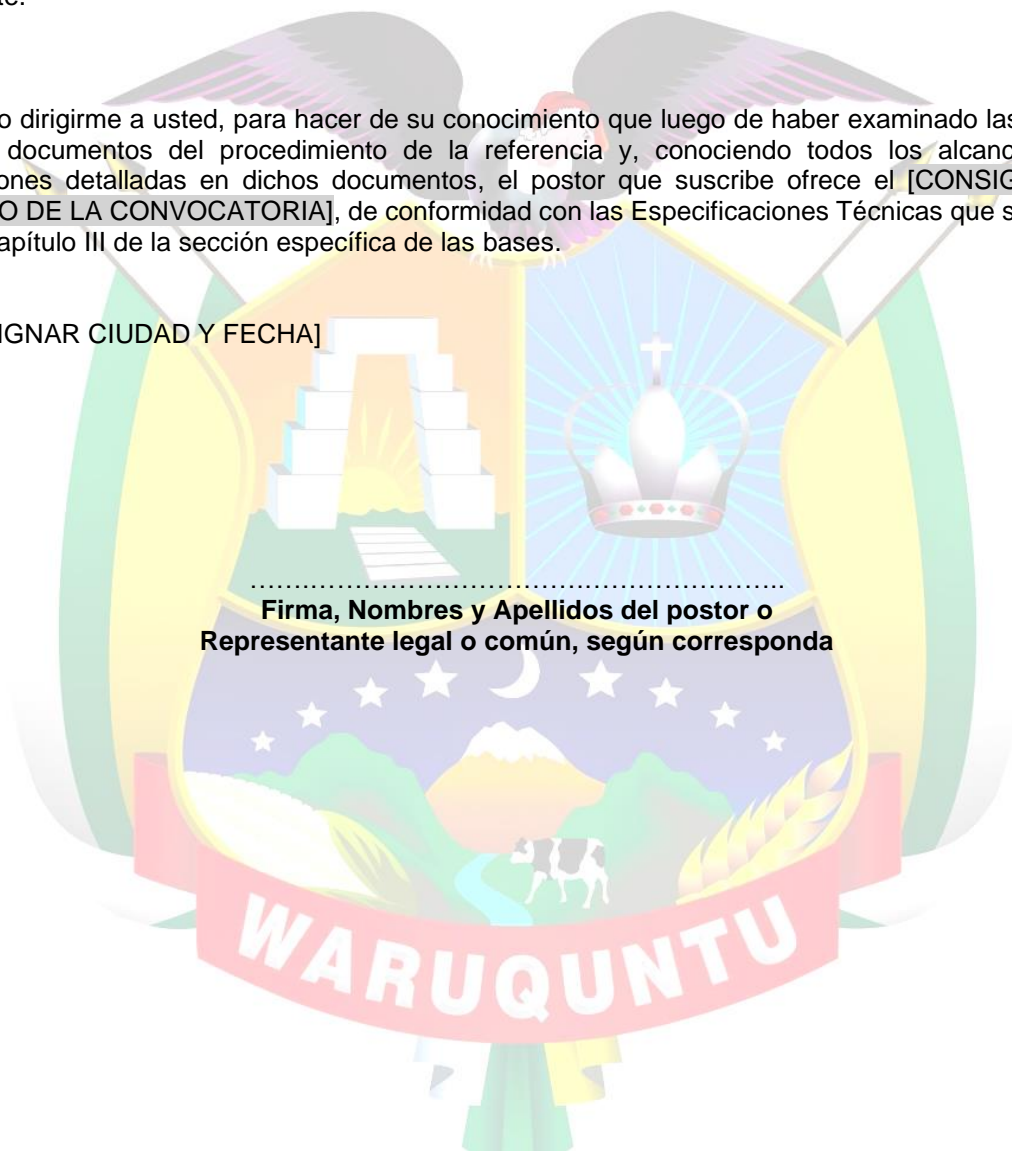 te.
o dirigirme a usted, para hacer de su conocimiento que luego de haber examinado las
documentos del procedimiento de la referencia y, conociendo todos los alcanc
ones detalladas en dichos documentos, el postor que suscribe ofrece el [CONSIG
O DE LA CONVOCATORIA], de conformidad con las Especificaciones Técnicas que s
apítulo III de la sección específica de las bases.
IGNAR CIUDAD Y FECHA]
…….………………………….…………………..
Firma, Nombres y Apellidos del postor o
Representante legal o común, según corresponda
WARUQUNTU